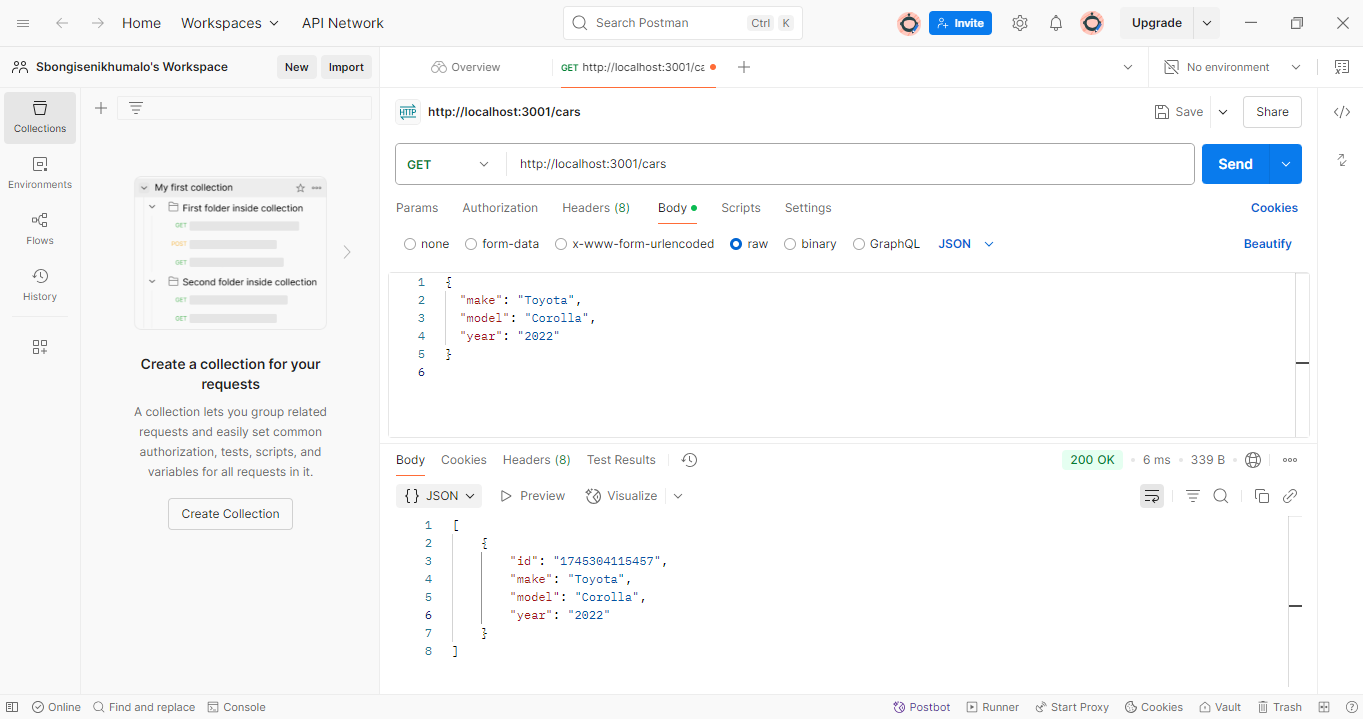 Home Workspaces API Network Search Postman Ctrl K Invite Upgrade
Sbongisenikhumalo's Workspace New Import Overview GET http://localhost:3001/ca No environment
Collections
Environments
Flows
History
My first collection
First folder inside collection
GET
POST
GET
Second folder inside collection
GET
GET
Create a collection for your
requests
A collection lets you group related
requests and easily set common
authorization, tests, scripts, and
variables for all requests in it.
Create Collection
HTTP http://localhost:3001/cars Save Share
GET http://localhost:3001/cars Send
Params Authorization Headers (8) Body Scripts Settings Cookies
none form-data x-www-form-urlencoded raw binary GraphQL JSON Beautify
1 {
2 "make": "Toyota",
3 "model": "Corolla",
4 "year": "2022"
5 }
6
Body Cookies Headers (8) Test Results 200 OK 6 ms 339 B
{} JSON Preview Visualize
1 [
2 {
3 "id": "1745304115457",
4 "make": "Toyota",
5 "model": "Corolla",
6 "year": "2022"
7 }
8 ]
Online Find and replace Console Postbot Runner Start Proxy Cookies Vault Trash